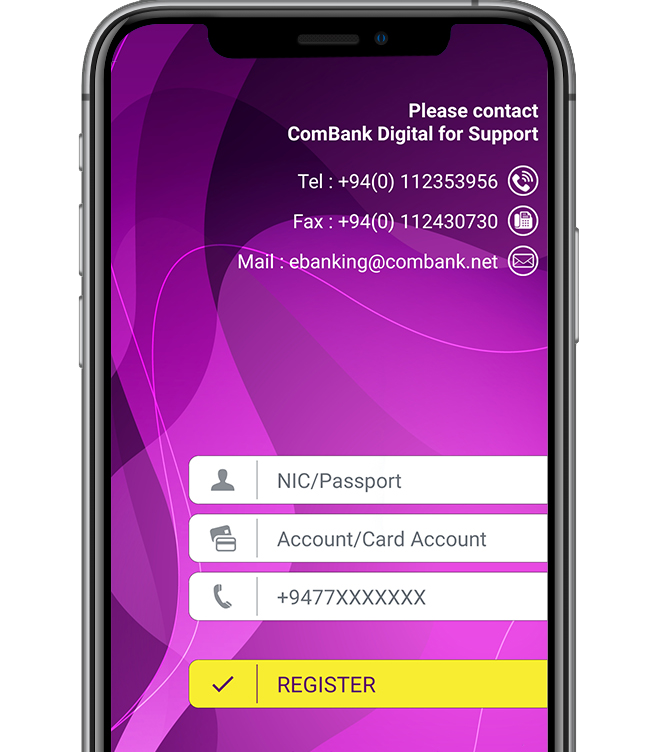 Please contact
ComBank Digital for Support
Tel : +94(0) 112353956
Fax : +94(0) 112430730
Mail : ebanking@combank.net
NIC/Passport
Account/Card Account
+9477XXXXXXX
REGISTER